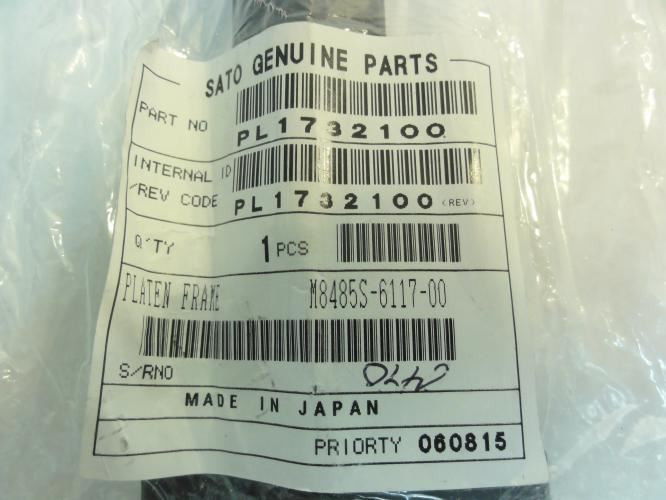 SATO GENUINE PARTS
PART NO
PL1732100
INTERNAL ID
/REV CODE
PL1732100 (REV)
Q'TY 1 PCS
PLATEN FRAME M8485S-6117-00
S/RNO
MADE IN JAPAN
PRIORTY 060815